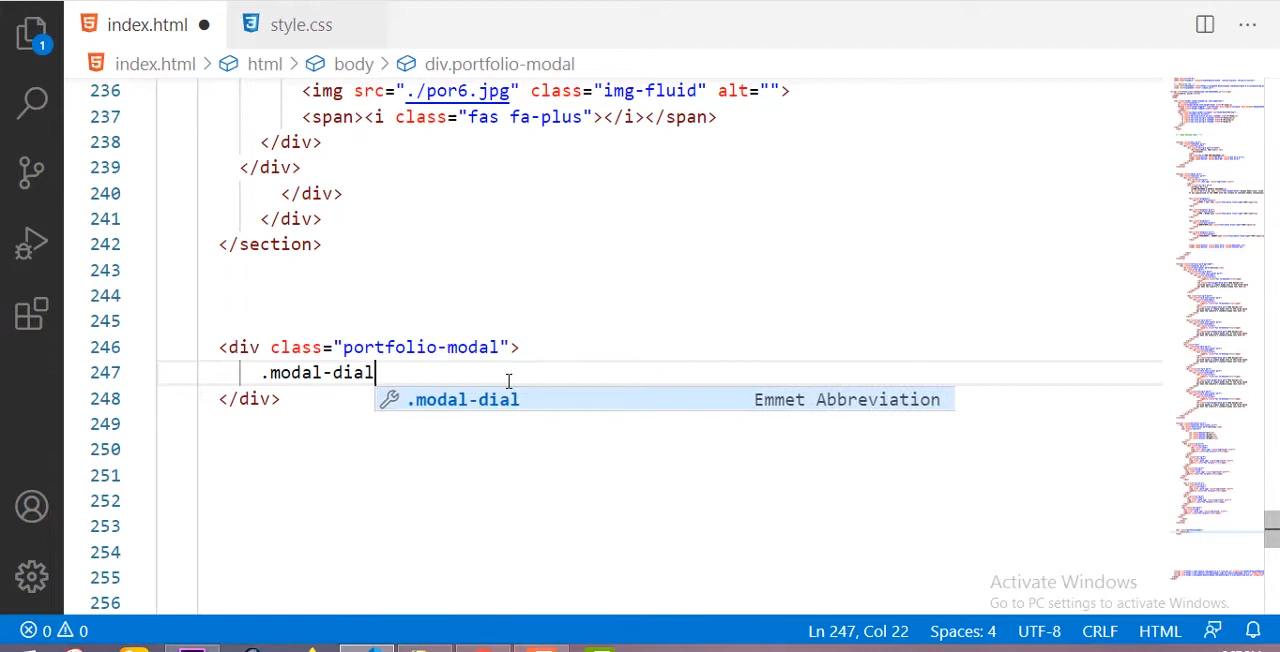 index.html ● style.css
index.html > html > body > div.portfolio-modal
236 <img src="./por6.jpg" class="img-fluid" alt="">
237 <span><i class="fas fa-plus"></i></span>
238 </div>
239 </div>
240 </div>
241 </div>
242 </section>
243
244
245
246 <div class="portfolio-modal">
247 .modal-dial
248 </div>
.modal-dial Emmet Abbreviation
249
250
251
252
253
254
255
256
1
Activate Windows
Go to PC settings to activate Windows.
0 0 Ln 247, Col 22 Spaces: 4 UTF-8 CRLF HTML